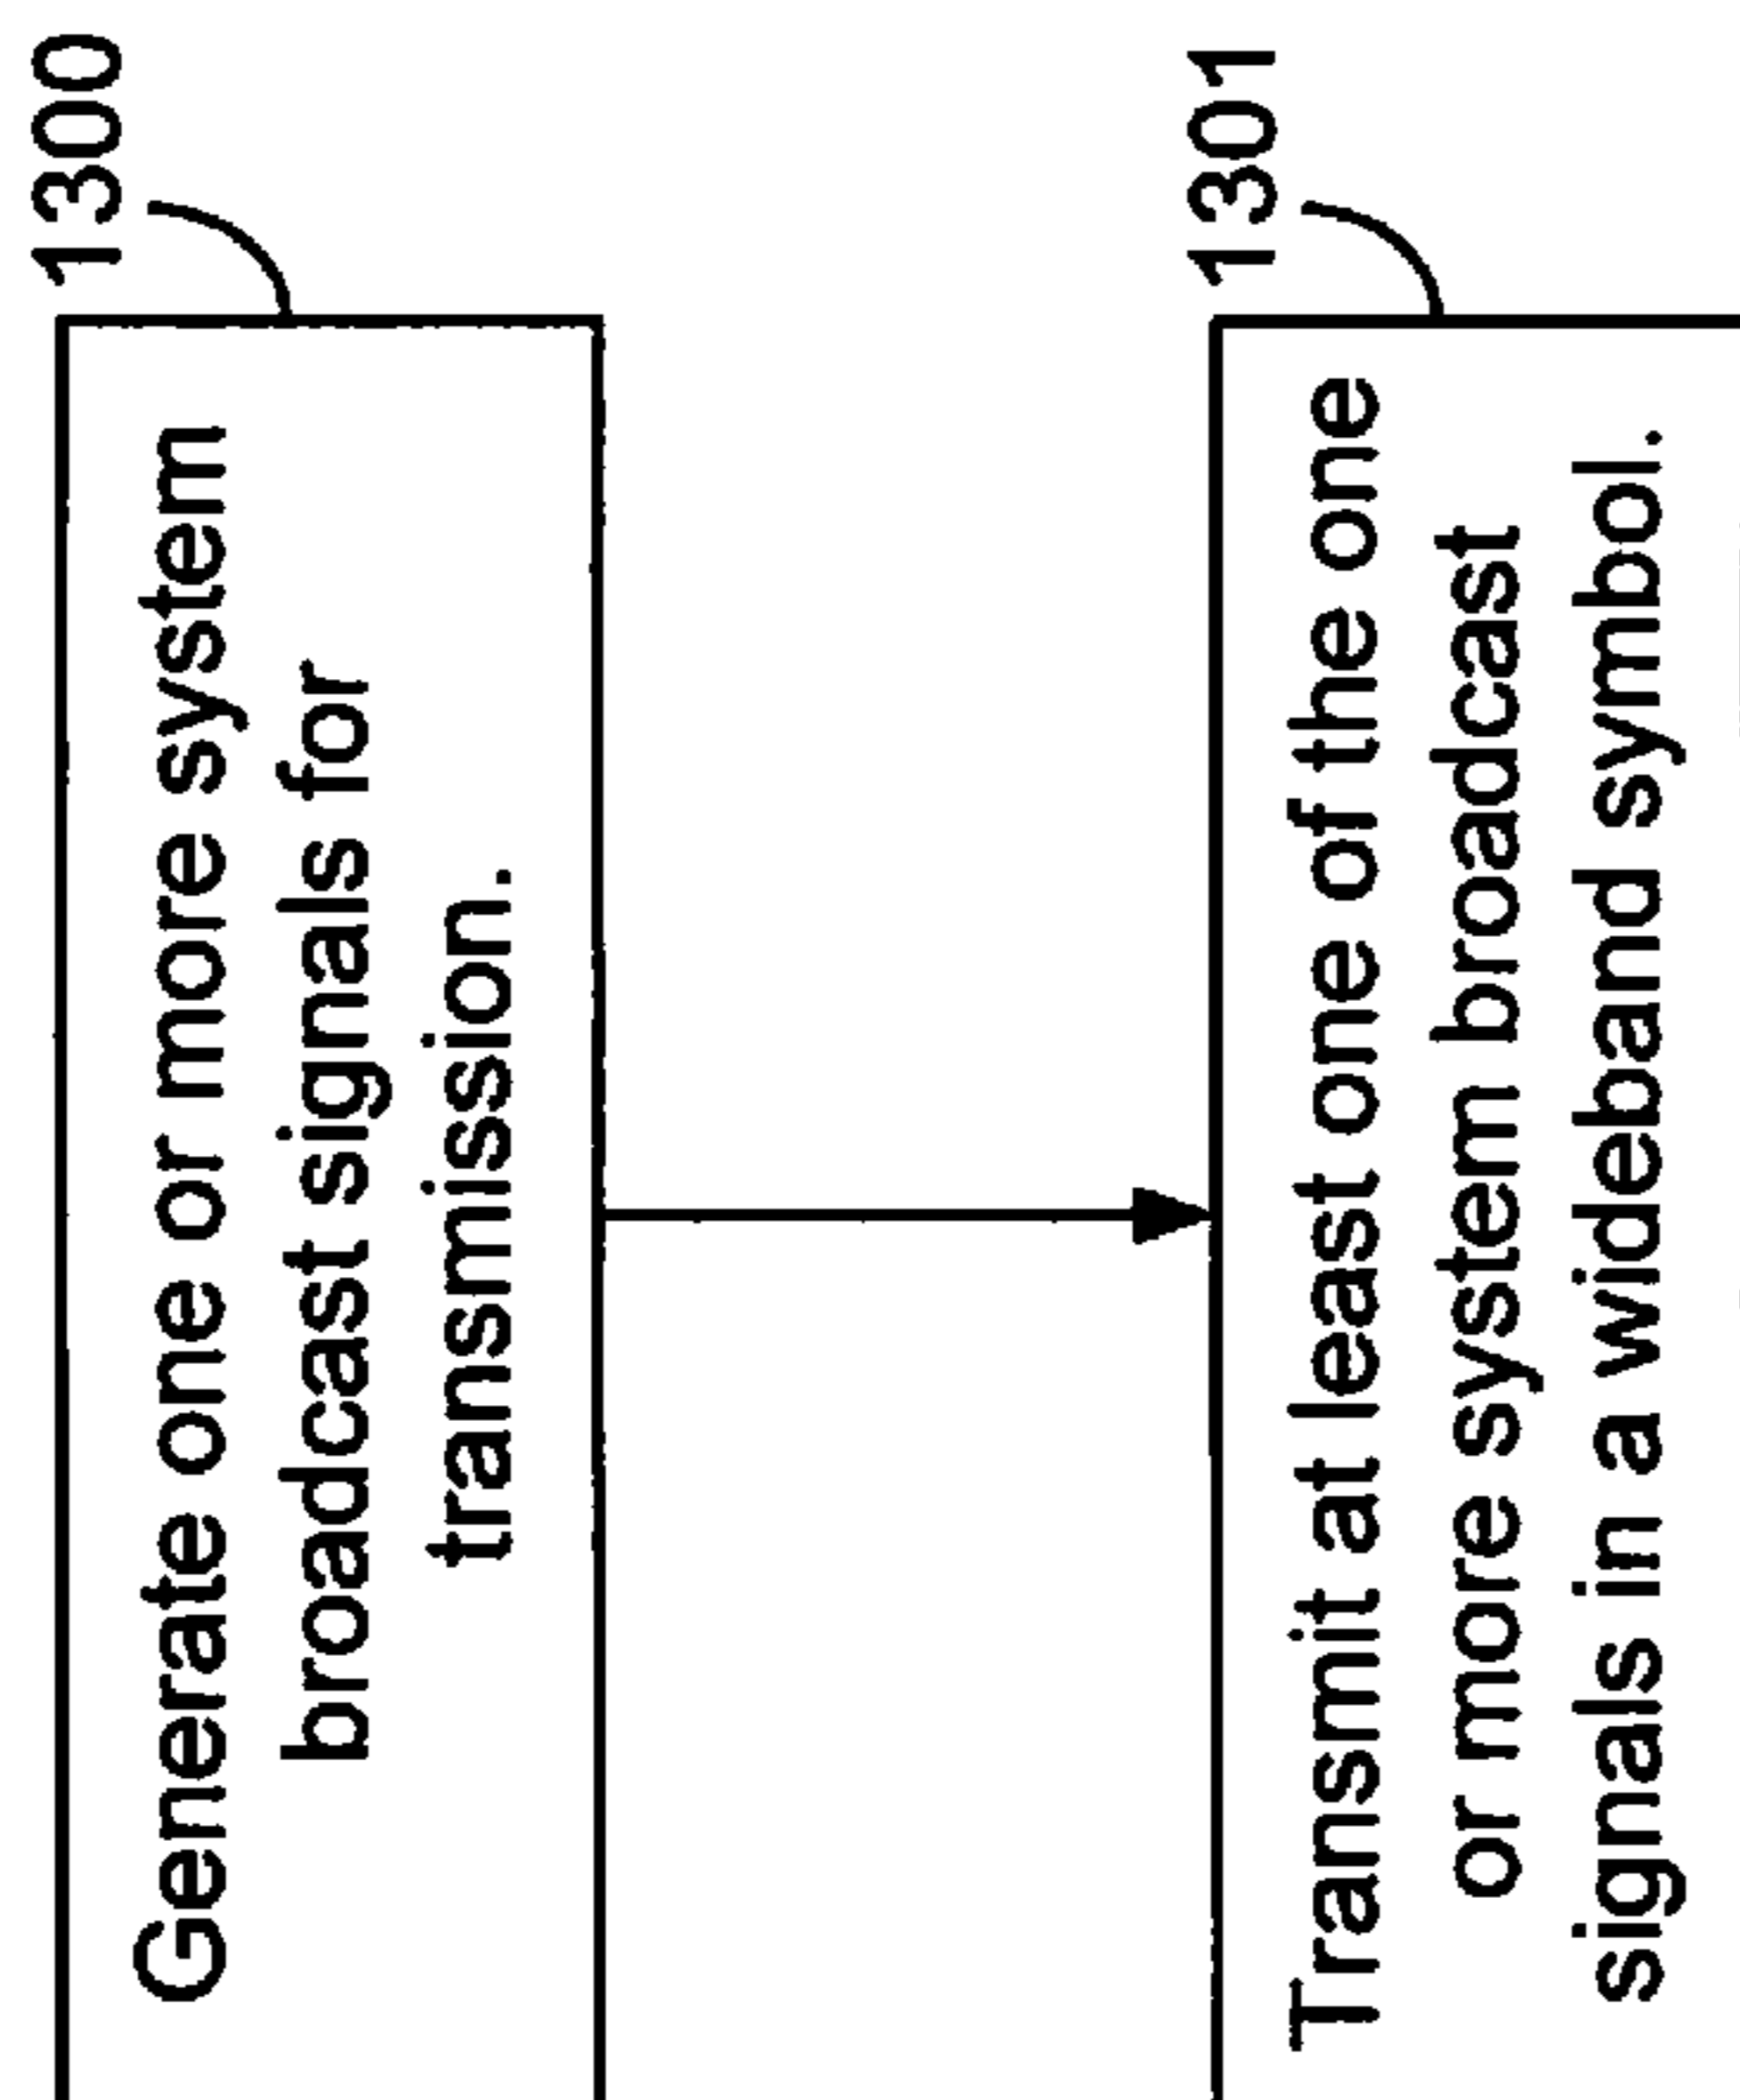 1300
Generate one or more system
broadcast signals for
transmission.
1301
Transmit at least one of the one
or more system broadcast
signals in a wideband symbol.